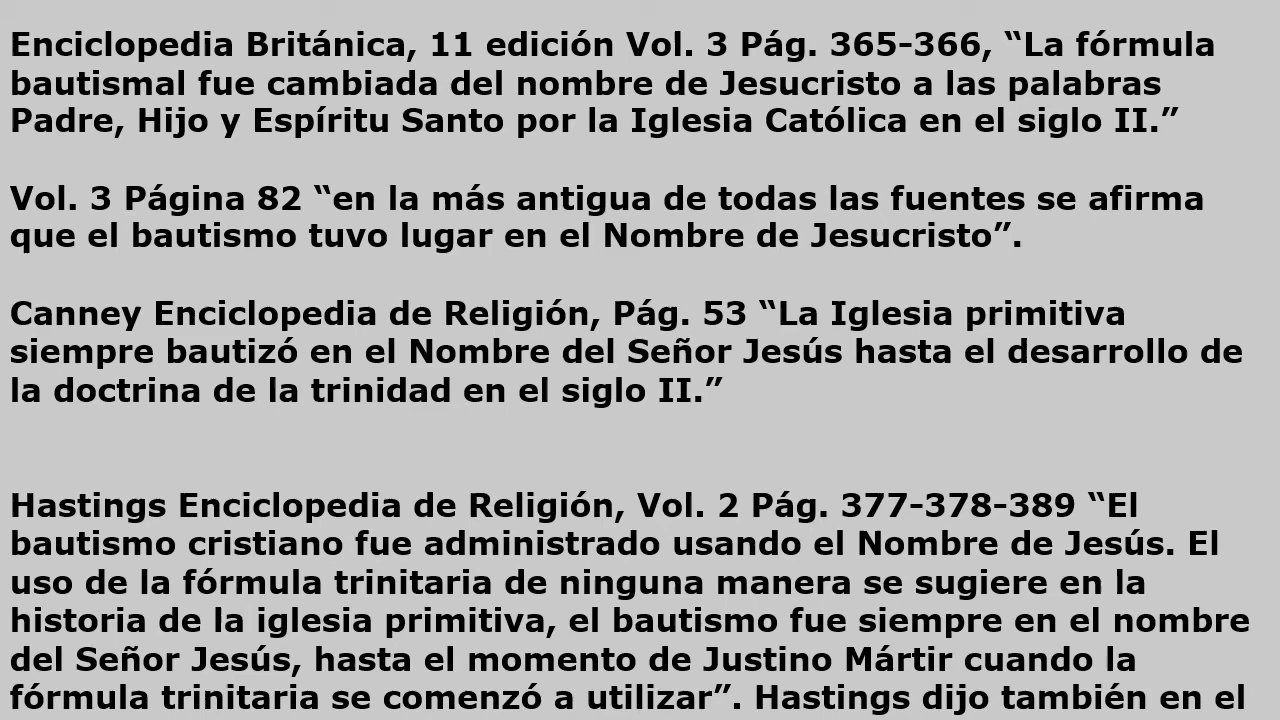 Enciclopedia Británica, 11 edición Vol. 3 Pág. 365-366, “La fórmula
bautismal fue cambiada del nombre de Jesucristo a las palabras
Padre, Hijo y Espíritu Santo por la Iglesia Católica en el siglo II.”
Vol. 3 Página 82 “en la más antigua de todas las fuentes se afirma
que el bautismo tuvo lugar en el Nombre de Jesucristo”.
Canney Enciclopedia de Religión, Pág. 53 “La Iglesia primitiva
siempre bautizó en el Nombre del Señor Jesús hasta el desarrollo de
la doctrina de la trinidad en el siglo II.”
Hastings Enciclopedia de Religión, Vol. 2 Pág. 377-378-389 “El
bautismo cristiano fue administrado usando el Nombre de Jesús. El
uso de la fórmula trinitaria de ninguna manera se sugiere en la
historia de la iglesia primitiva, el bautismo fue siempre en el nombre
del Señor Jesús, hasta el momento de Justino Mártir cuando la
fórmula trinitaria se comenzó a utilizar”. Hastings dijo también en el